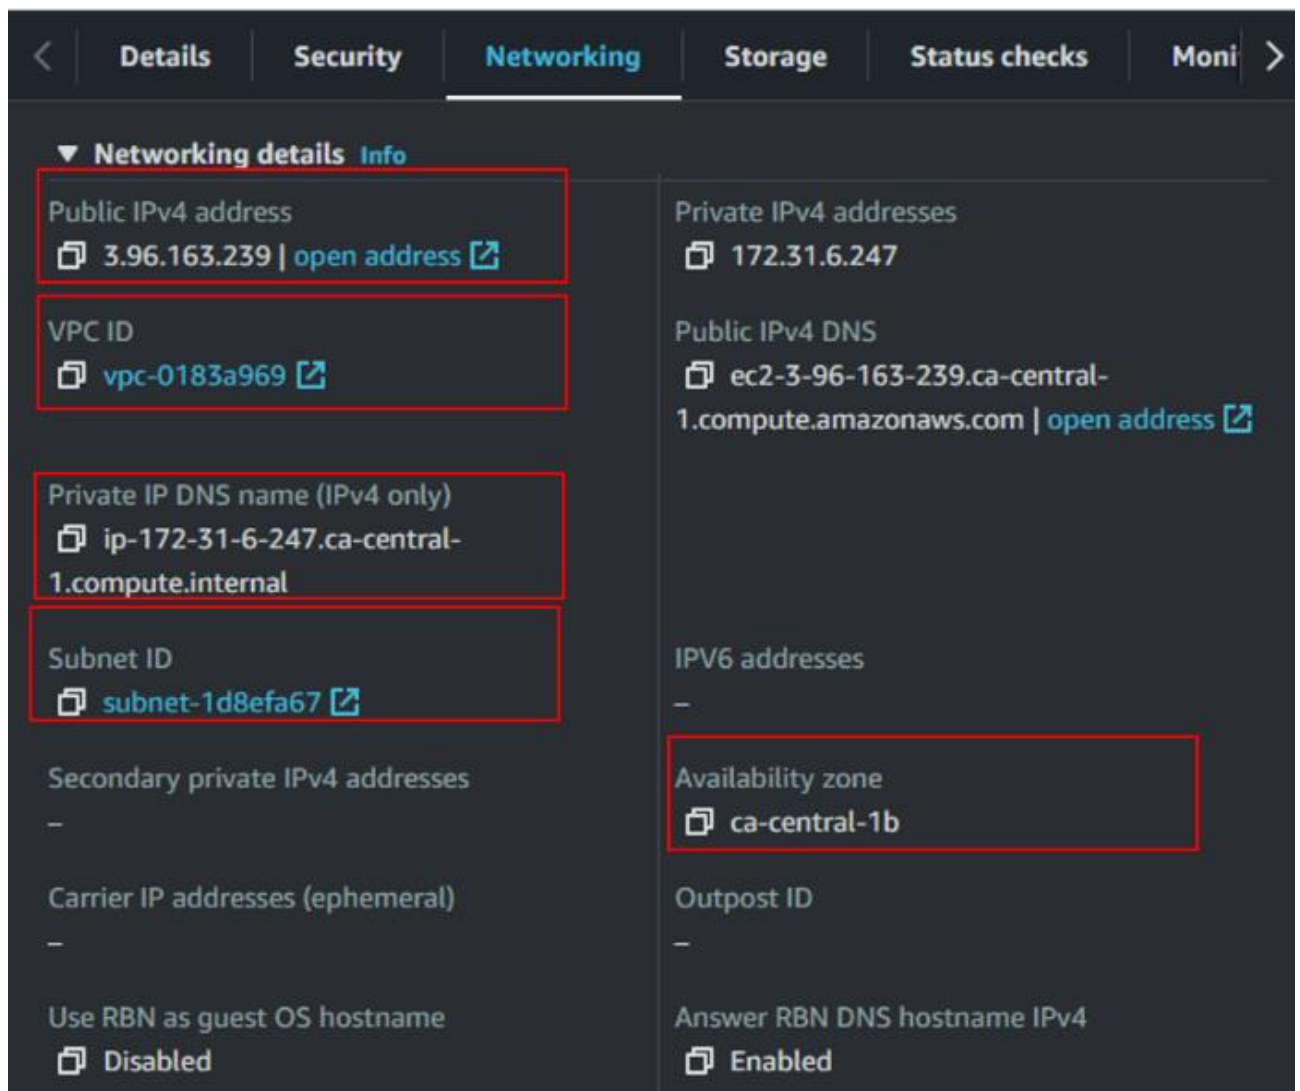 Details Security Networking Storage Status checks Moni
Networking details Info
Public IPv4 address
3.96.163.239 | open address
Private IPv4 addresses
172.31.6.247
VPC ID
vpc-0183a969
Public IPv4 DNS
ec2-3-96-163-239.ca-central-
1.compute.amazonaws.com | open address
Private IP DNS name (IPv4 only)
ip-172-31-6-247.ca-central-
1.compute.internal
Subnet ID
subnet-1d8efa67
IPV6 addresses
–
Secondary private IPv4 addresses
–
Availability zone
ca-central-1b
Carrier IP addresses (ephemeral)
–
Outpost ID
–
Use RBN as guest OS hostname
Disabled
Answer RBN DNS hostname IPv4
Enabled